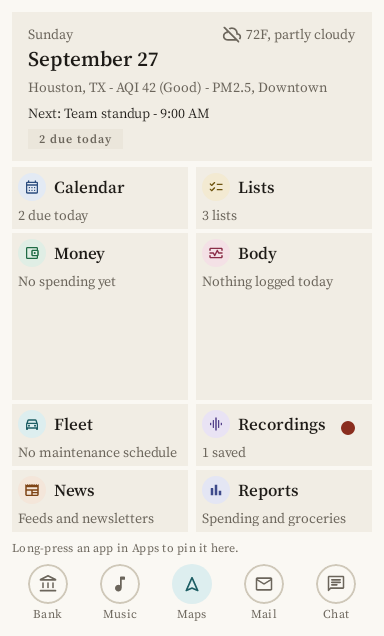 Sunday
72F, partly cloudy
September 27
Houston, TX - AQI 42 (Good) - PM2.5, Downtown
Next: Team standup - 9:00 AM
2 due today
Calendar
2 due today
Lists
3 lists
Money
No spending yet
Body
Nothing logged today
Fleet
No maintenance schedule
Recordings
1 saved
News
Feeds and newsletters
Reports
Spending and groceries
Long-press an app in Apps to pin it here.
Bank
Music
Maps
Mail
Chat